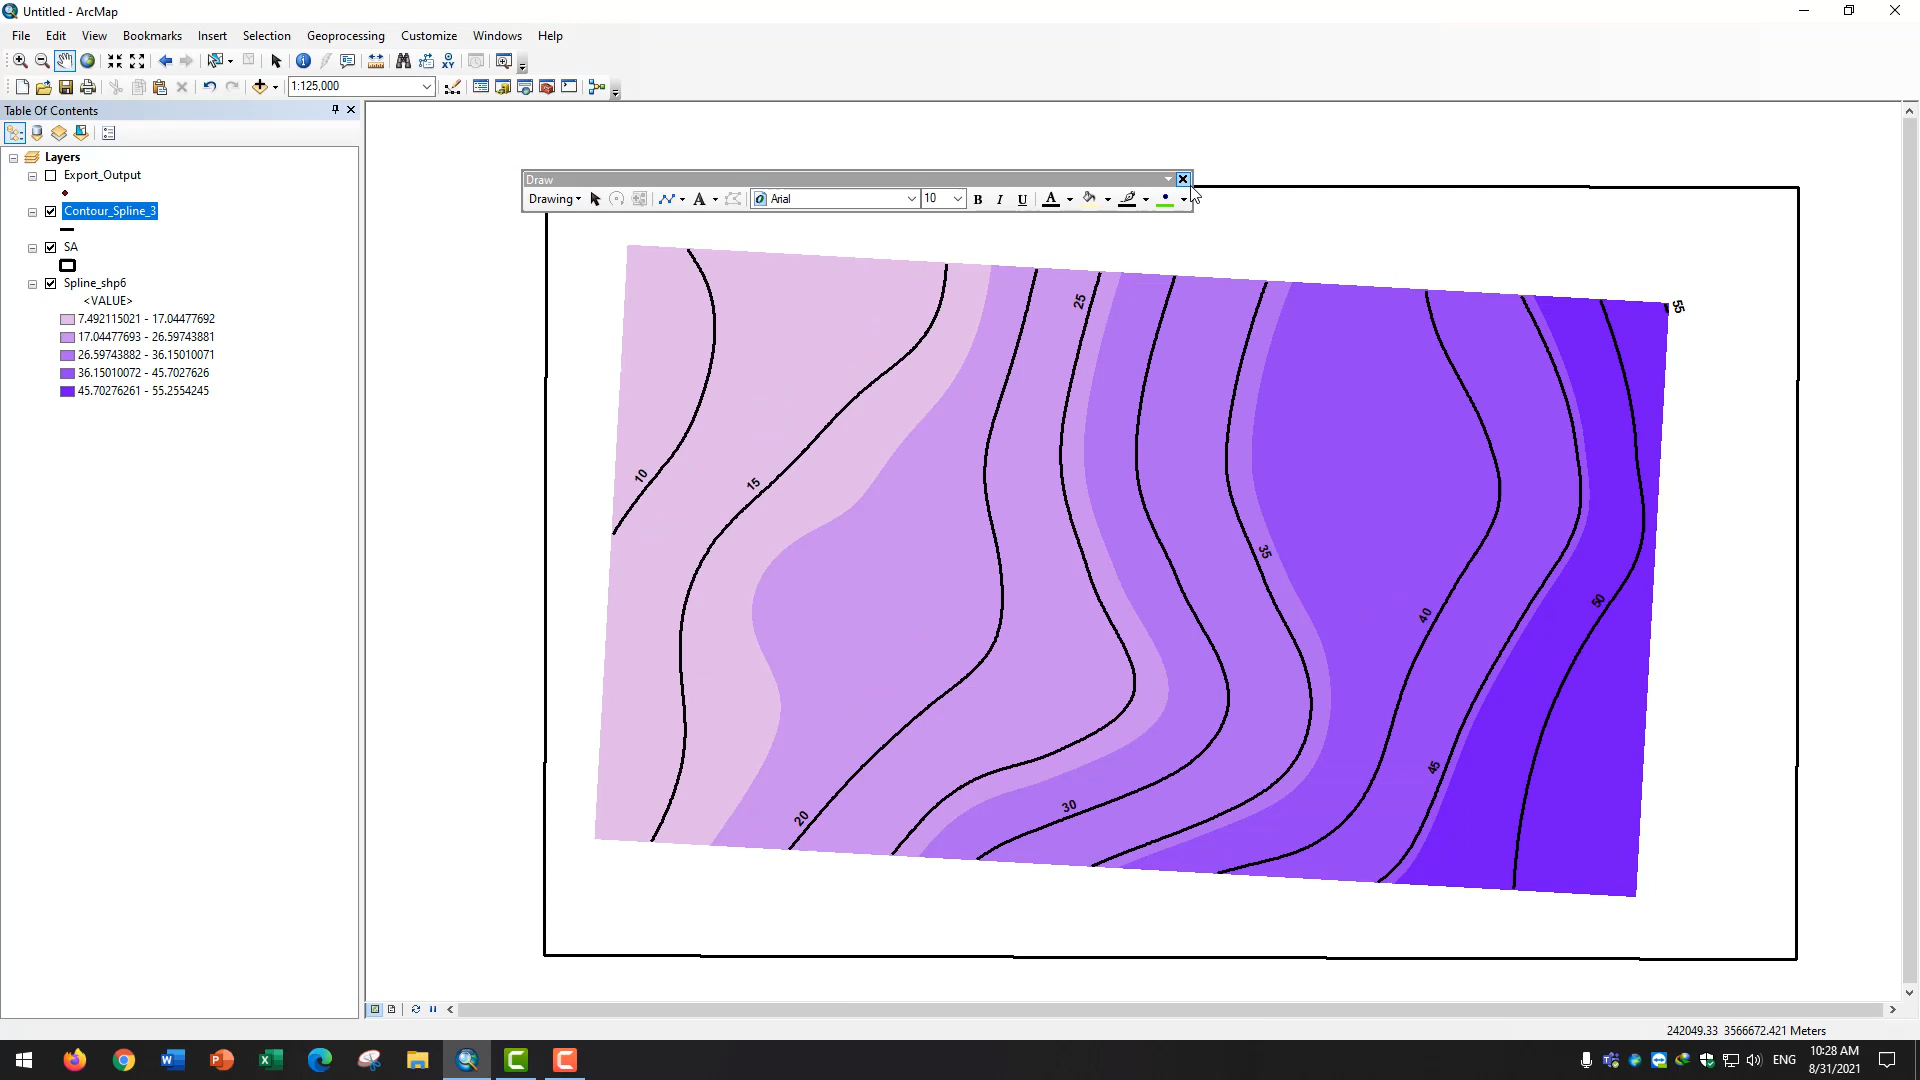 Untitled - ArcMap
File Edit View Bookmarks Insert Selection Geoprocessing Customize Windows Help
1:125,000
Table Of Contents
Layers
Export_Output
Contour_Spline_3
SA
Spline_shp6
<VALUE>
7.492115021 - 17.04477692
17.04477693 - 26.59743881
26.59743882 - 36.15010071
36.15010072 - 45.7027626
45.70276261 - 55.2554245
Draw
Drawing Arial 10 B I U A
25
55
10
15
35
40
50
45
30
20
242049.33 3566672.421 Meters
ENG
10:28 AM
8/31/2021